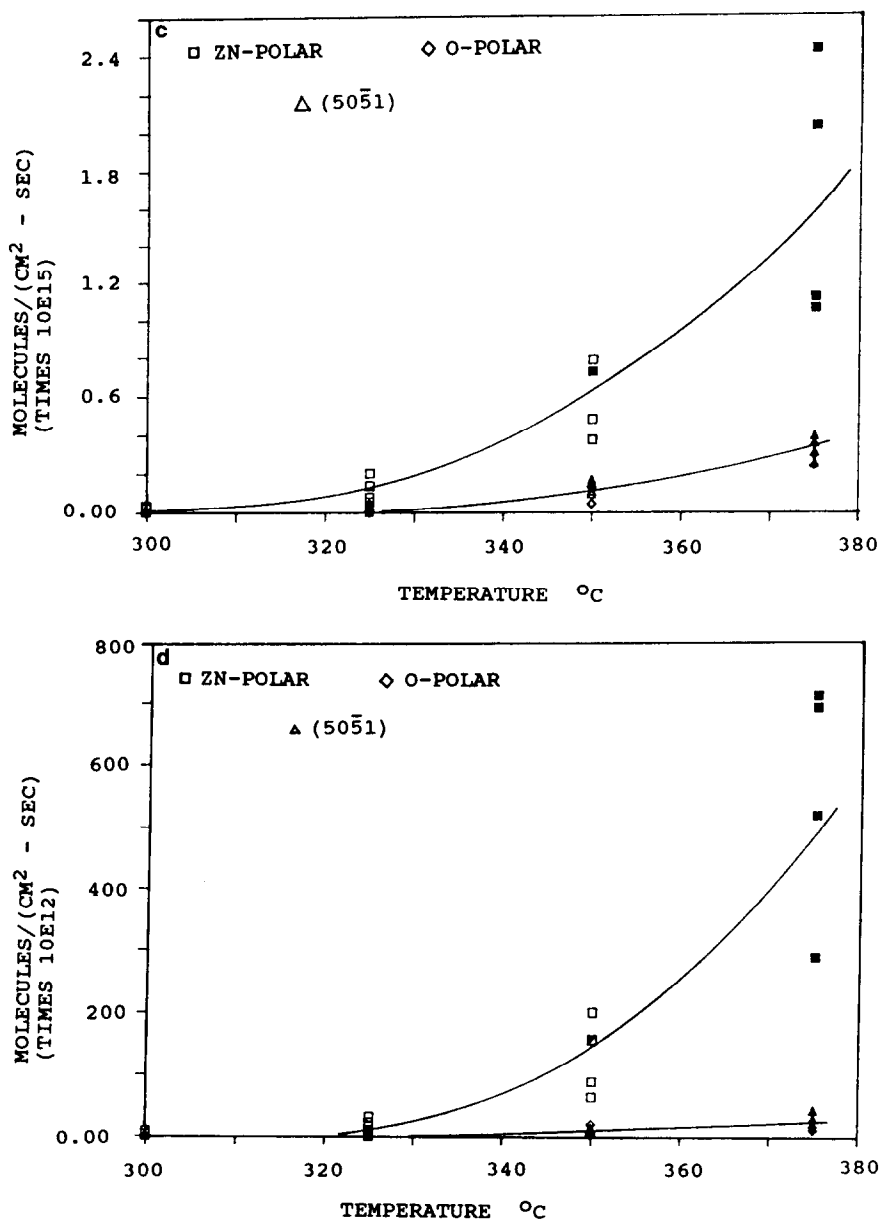 c
□ ZN-POLAR ◇ O-POLAR
△ (505̄1)
2.4
1.8
1.2
0.6
0.00
MOLECULES/(CM² - SEC)
(TIMES 10E15)
300 320 340 360 380
TEMPERATURE °C
d
□ ZN-POLAR ◇ O-POLAR
△ (505̄1)
800
600
400
200
0.00
MOLECULES/(CM² - SEC)
(TIMES 10E12)
300 320 340 360 380
TEMPERATURE °C